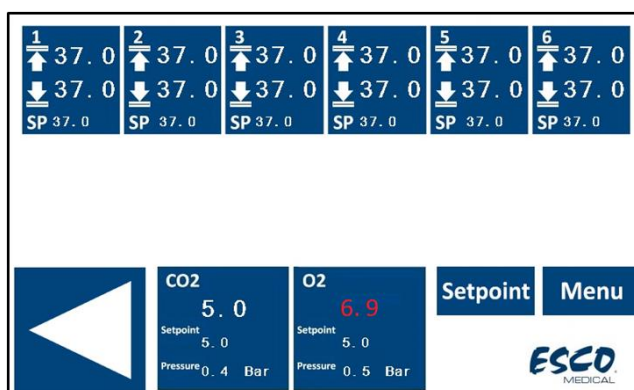 1 2 3 4 5 6
37.0 37.0 37.0 37.0 37.0 37.0
37.0 37.0 37.0 37.0 37.0 37.0
SP 37.0 SP 37.0 SP 37.0 SP 37.0 SP 37.0 SP 37.0
CO2
5.0
Setpoint
5.0
Pressure 0.4 Bar
O2
6.9
Setpoint
5.0
Pressure 0.5 Bar
Setpoint
Menu
ESCO
MEDICAL